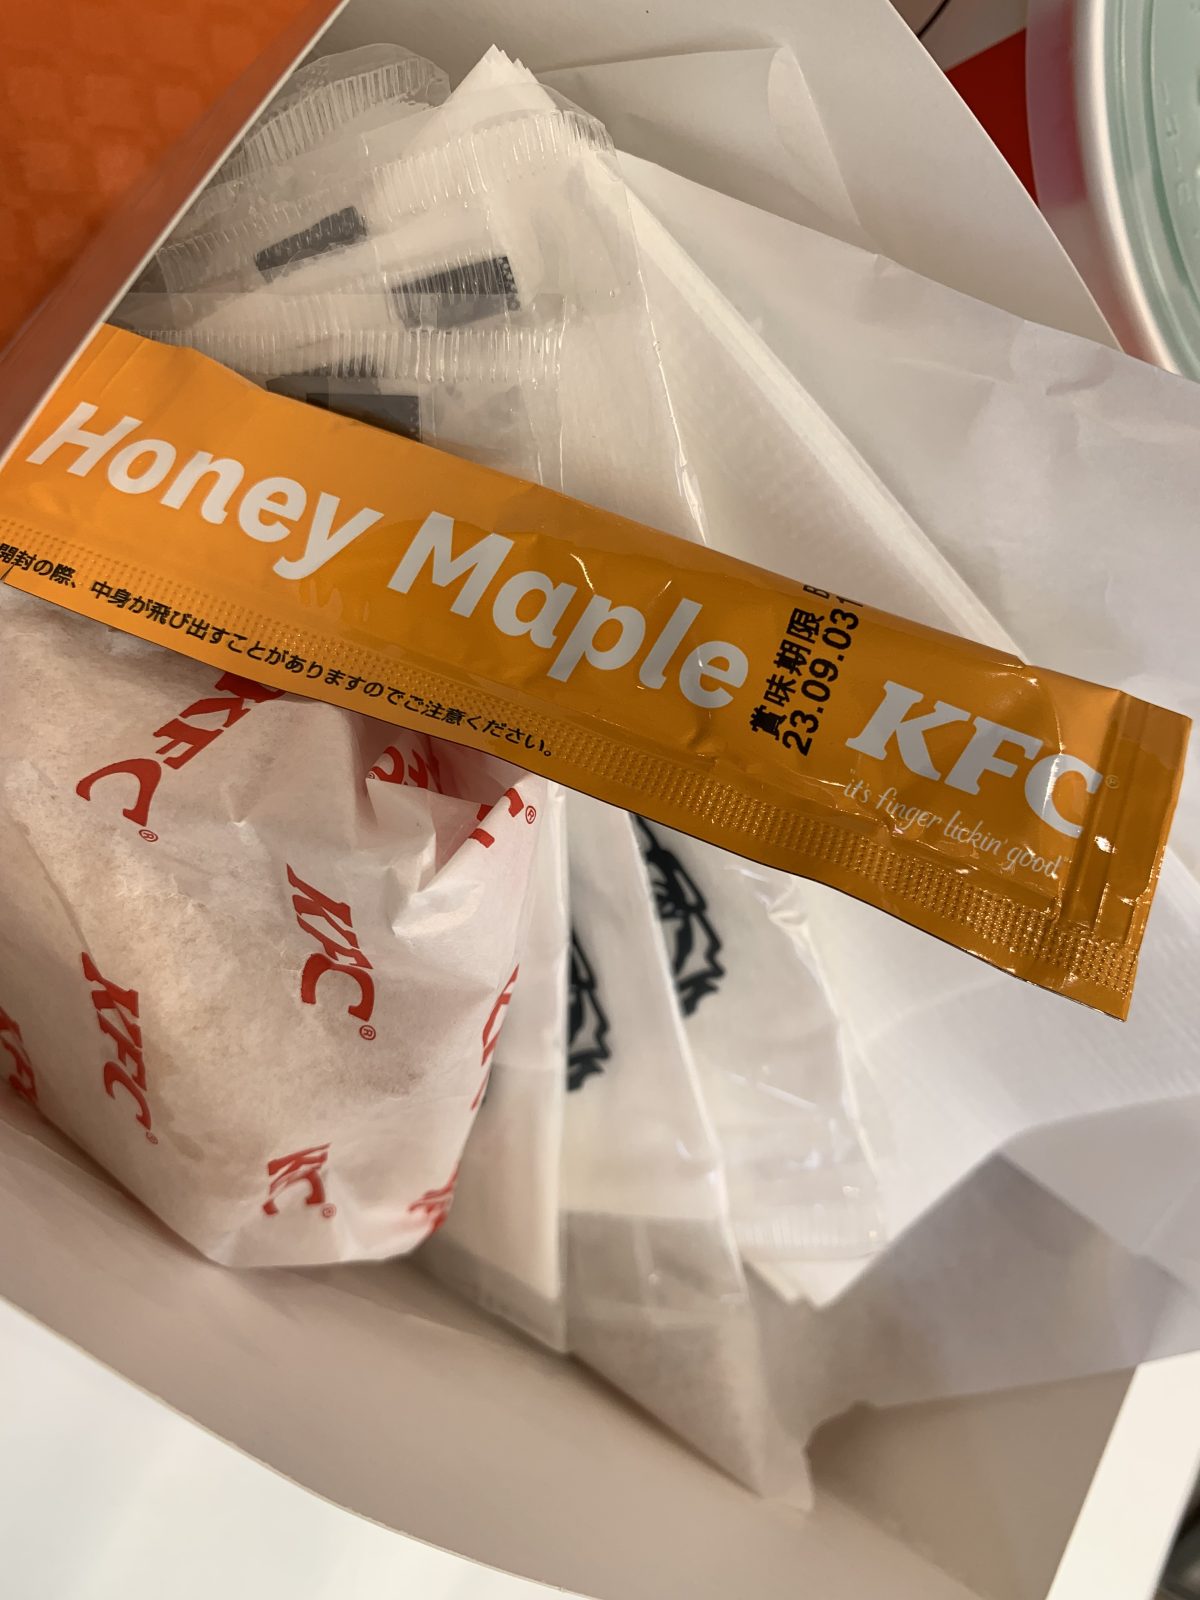 Honey Maple
開封の際、中身が飛び出すことがありますのでご注意ください。
賞味期限
23.09.03
KFC®
it's finger lickin' good
KFC®
KFC®
KFC®
KFC
KC®